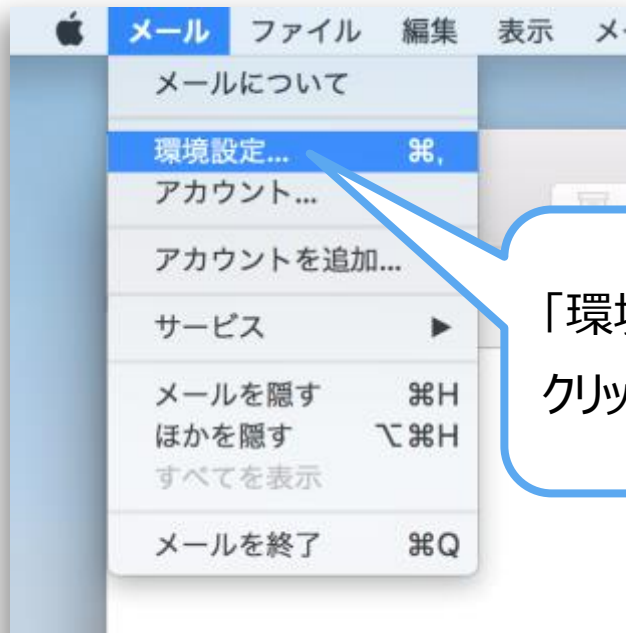 メール ファイル 編集 表示 メ
メールについて
環境設定... ⌘,
アカウント...
アカウントを追加...
サービス ▶
メールを隠す ⌘H
ほかを隠す ⌥⌘H
すべてを表示
メールを終了 ⌘Q
「環
クリッ